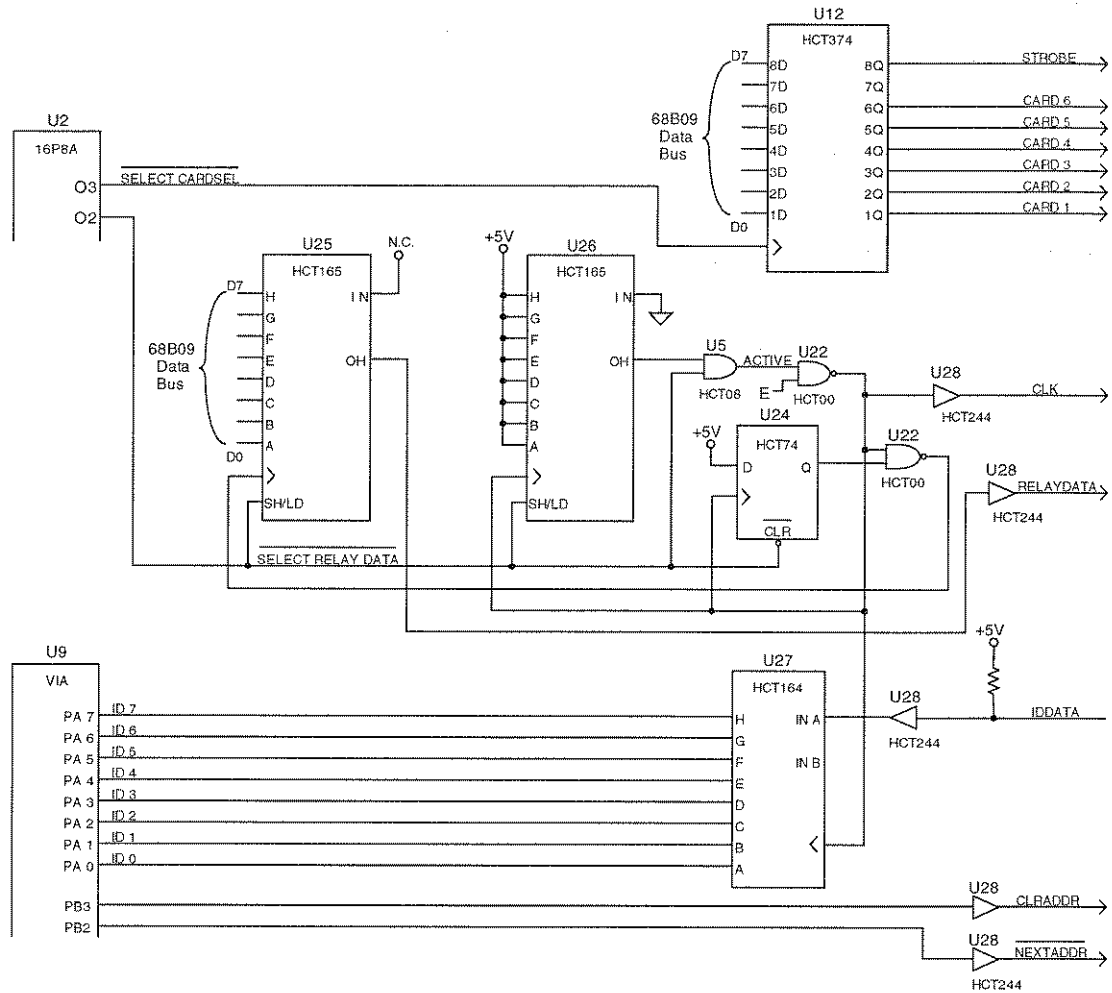 U12
HCT374
D7
8D
8Q
STROBE
7D
7Q
6D
6Q
CARD 6
5D
5Q
CARD 5
4D
4Q
CARD 4
3D
3Q
CARD 3
2D
2Q
CARD 2
1D
1Q
CARD 1
D0
68B09
Data
Bus
U2
16P8A
O3
SELECT CARDSEL
O2
U25
HCT165
N.C.
D7
H
IN
G
F
E
OH
D
C
B
A
D0
SH/LD
68B09
Data
Bus
+5V
U26
HCT165
H
IN
G
F
E
OH
D
C
B
A
SH/LD
U5
HCT08
ACTIVE
U22
E
HCT00
U28
CLK
HCT244
U24
HCT74
+5V
D
Q
CLR
U22
HCT00
U28
RELAYDATA
HCT244
SELECT RELAY DATA
U9
VIA
PA 7
ID 7
PA 6
ID 6
PA 5
ID 5
PA 4
ID 4
PA 3
ID 3
PA 2
ID 2
PA 1
ID 1
PA 0
ID 0
PB3
PB2
U27
HCT164
H
IN A
G
F
IN B
E
D
C
B
A
+5V
U28
HCT244
IDDATA
U28
CLRADDR
U28
NEXTADDR
HCT244